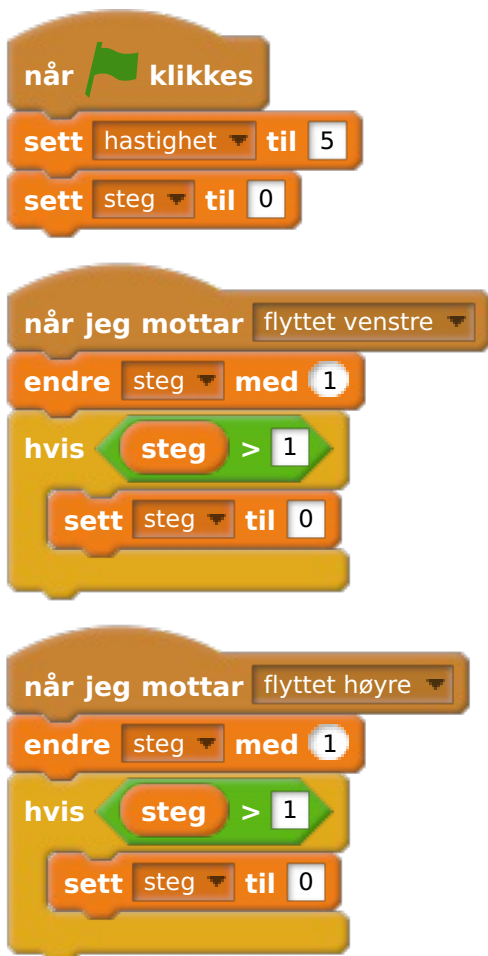 når klikkes
sett hastighet til 5
sett steg til 0
når jeg mottar flyttet venstre
endre steg med 1
hvis steg > 1
sett steg til 0
når jeg mottar flyttet høyre
endre steg med 1
hvis steg > 1
sett steg til 0